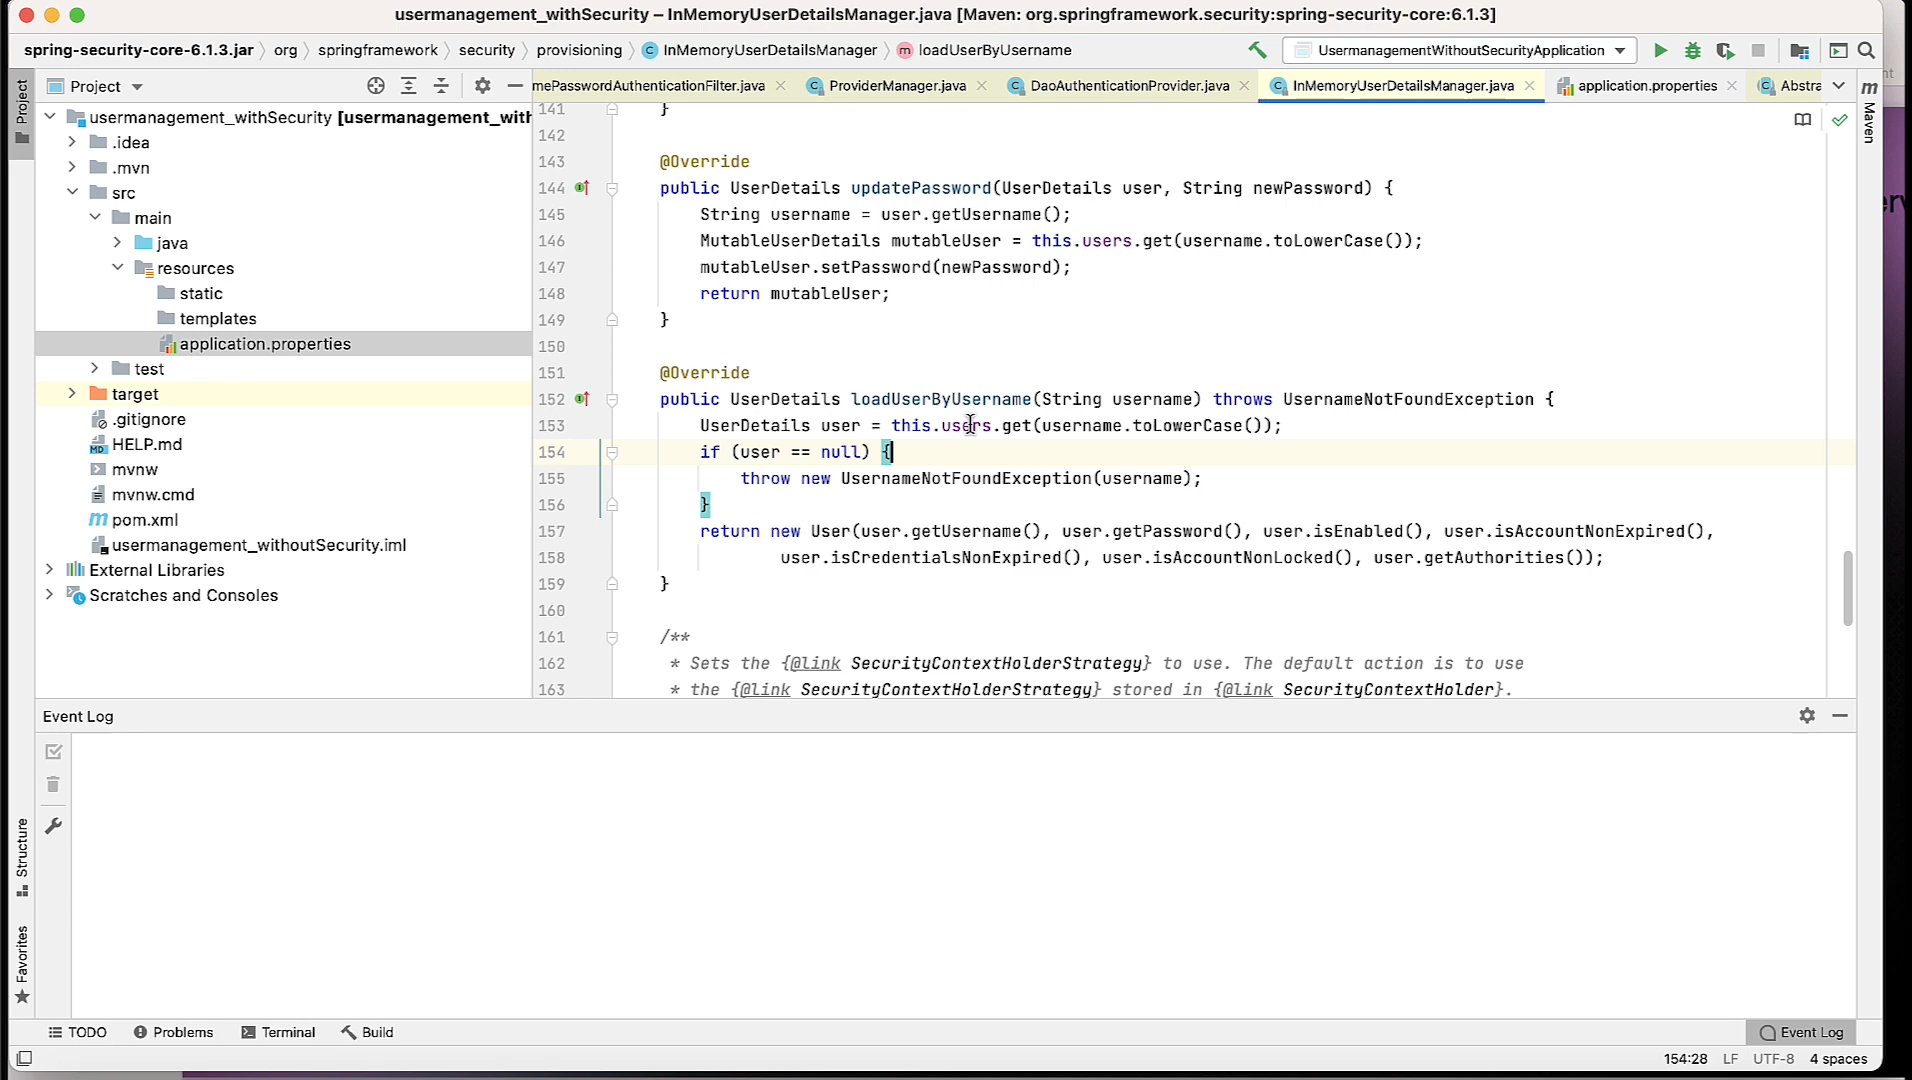 usermanagement_withSecurity – InMemoryUserDetailsManager.java [Maven: org.springframework.security:spring-security-core:6.1.3]
spring-security-core-6.1.3.jar org springframework security provisioning InMemoryUserDetailsManager loadUserByUsername UsermanagementWithoutSecurityApplication
Project
mePasswordAuthenticationFilter.java ProviderManager.java DaoAuthenticationProvider.java InMemoryUserDetailsManager.java application.properties Abstra
Project
Maven
Structure
Favorites
usermanagement_withSecurity [usermanagement_with
.idea
.mvn
src
main
java
resources
static
templates
application.properties
test
target
.gitignore
HELP.md
mvnw
mvnw.cmd
pom.xml
usermanagement_withoutSecurity.iml
External Libraries
Scratches and Consoles
141 }
142
143 @Override
144 public UserDetails updatePassword(UserDetails user, String newPassword) {
145 String username = user.getUsername();
146 MutableUserDetails mutableUser = this.users.get(username.toLowerCase());
147 mutableUser.setPassword(newPassword);
148 return mutableUser;
149 }
150
151 @Override
152 public UserDetails loadUserByUsername(String username) throws UsernameNotFoundException {
153 UserDetails user = this.users.get(username.toLowerCase());
154 if (user == null) {
155 throw new UsernameNotFoundException(username);
156 }
157 return new User(user.getUsername(), user.getPassword(), user.isEnabled(), user.isAccountNonExpired(),
158 user.isCredentialsNonExpired(), user.isAccountNonLocked(), user.getAuthorities());
159 }
160
161 /**
162 * Sets the {@link SecurityContextHolderStrategy} to use. The default action is to use
163 * the {@link SecurityContextHolderStrategy} stored in {@link SecurityContextHolder}.
Event Log
TODO Problems Terminal Build Event Log
154:28 LF UTF-8 4 spaces